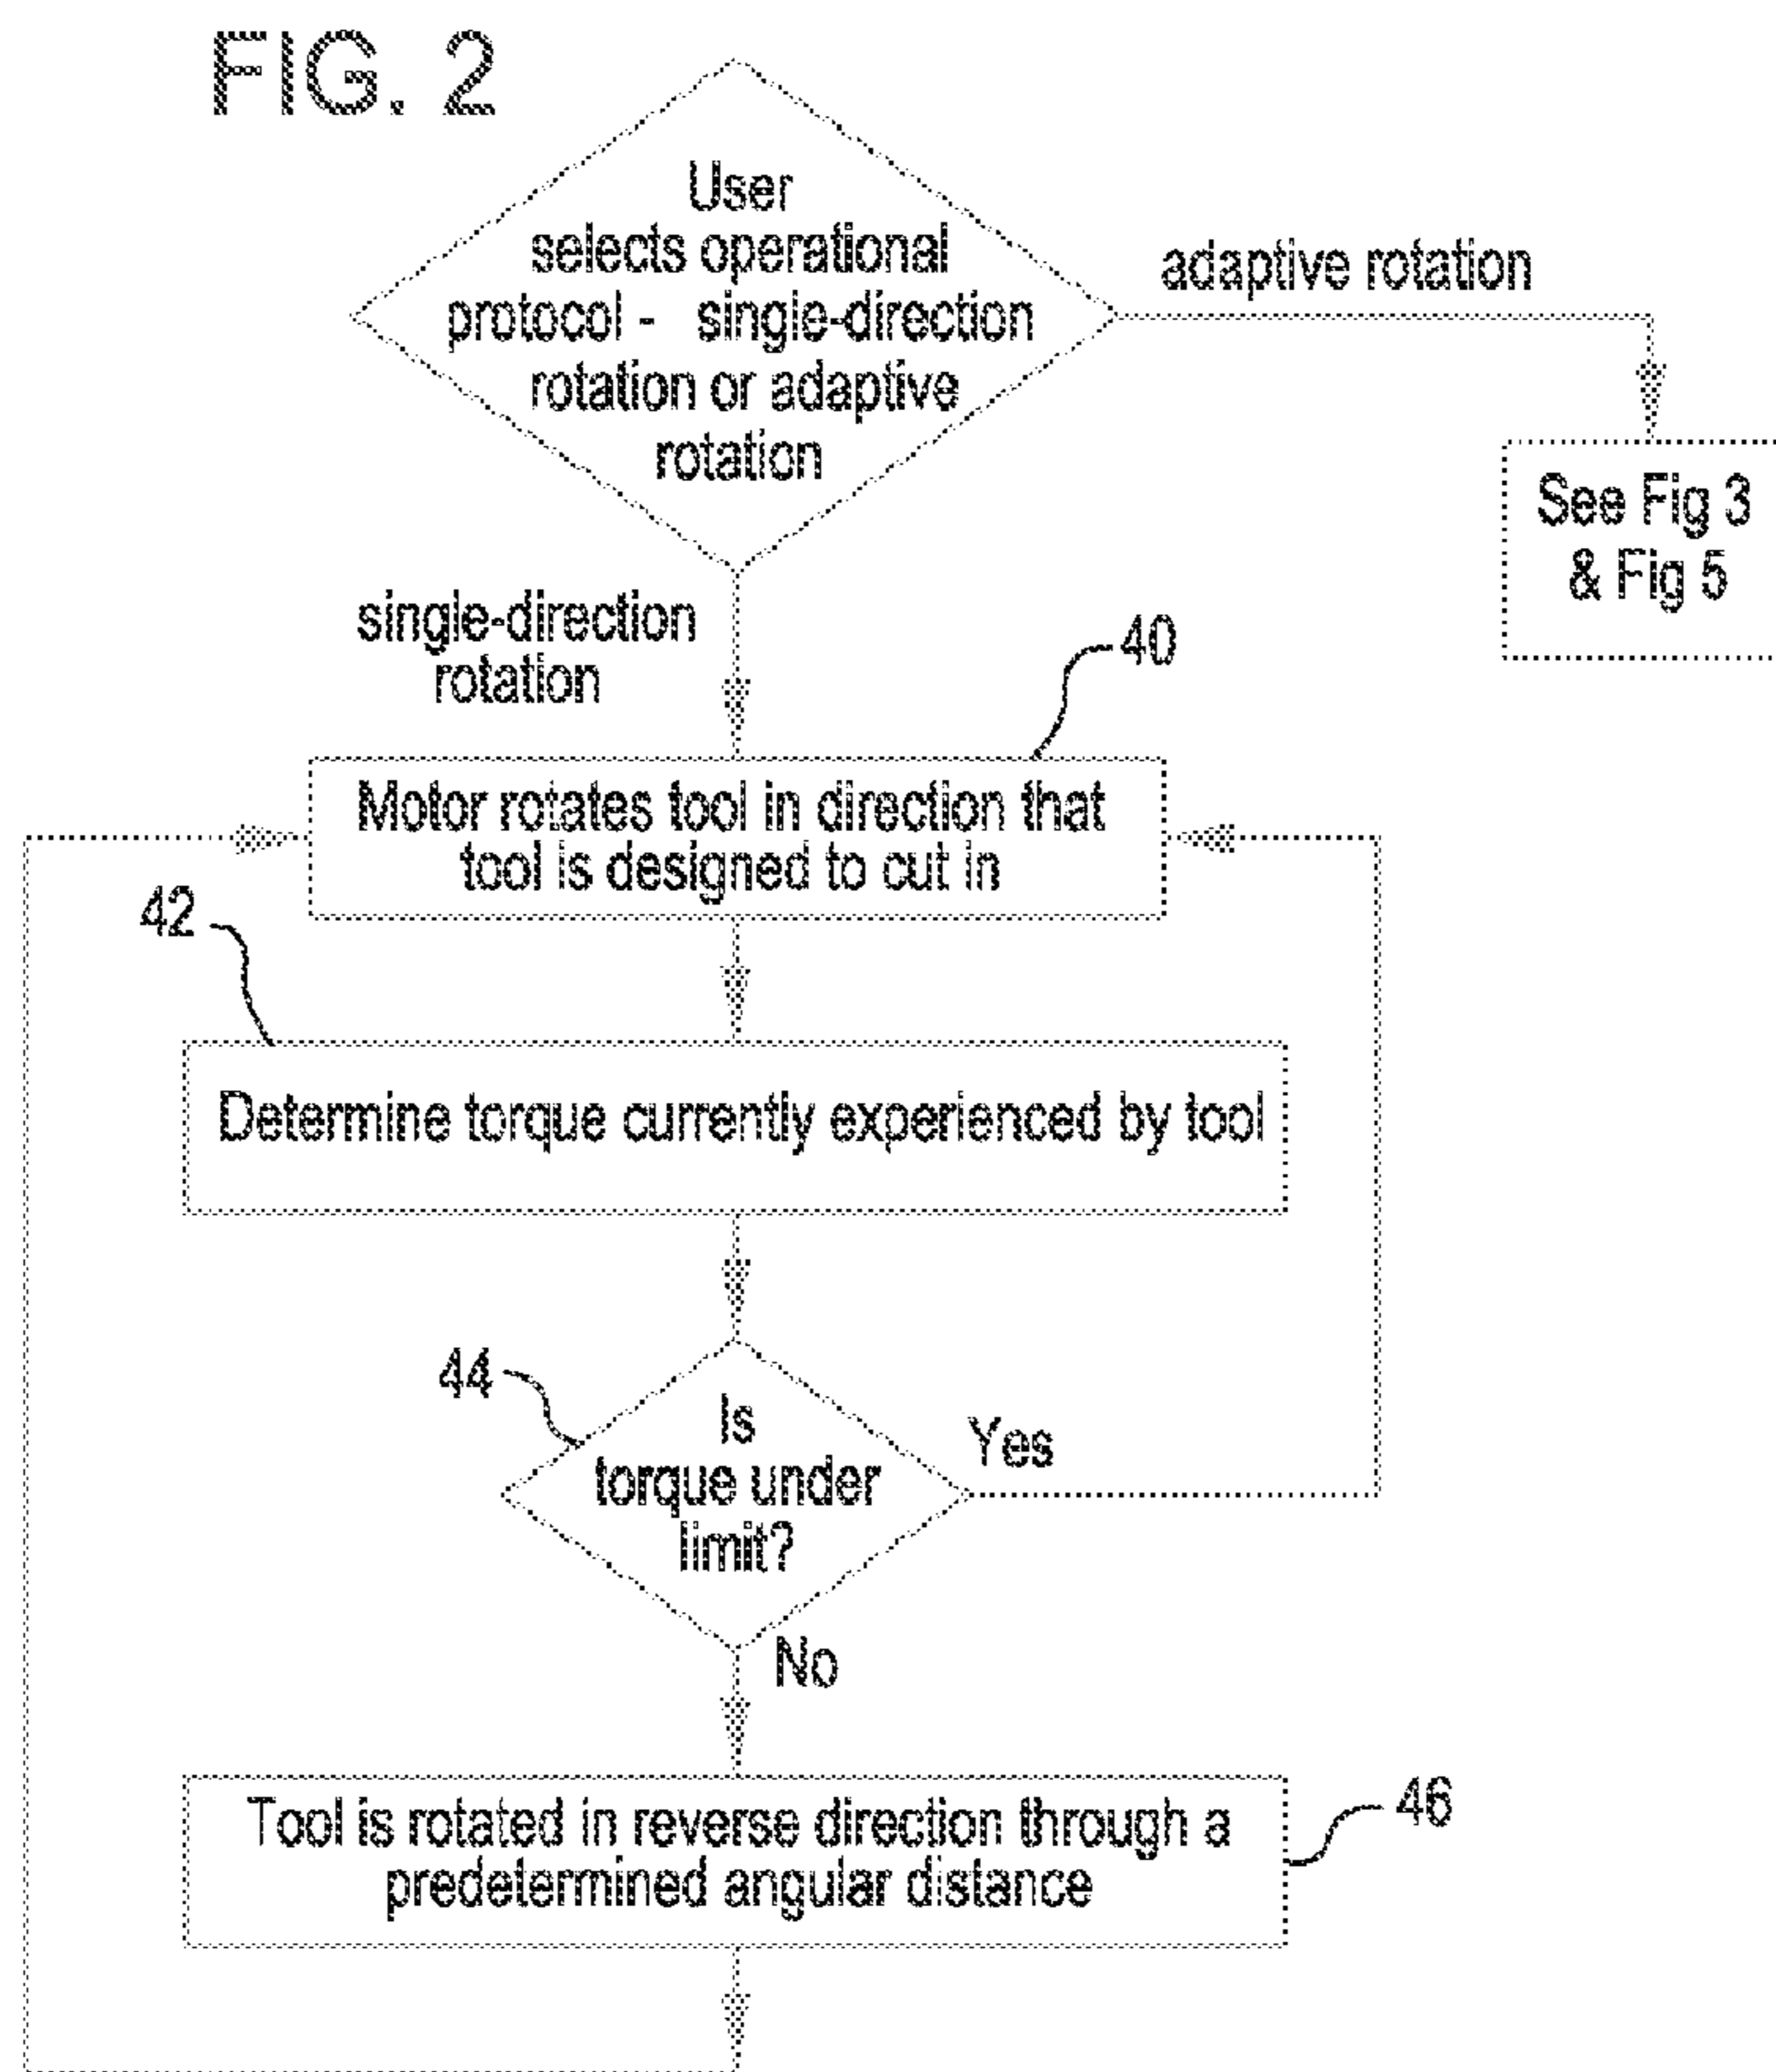 FIG. 2
User
selects operational
protocol - single-direction
rotation or adaptive
rotation
adaptive rotation
See Fig 3
& Fig 5
single-direction
rotation
40
Motor rotates tool in direction that
tool is designed to cut in
42
Determine torque currently experienced by tool
44
Is
torque under
limit?
Yes
No
Tool is rotated in reverse direction through a
predetermined angular distance
46